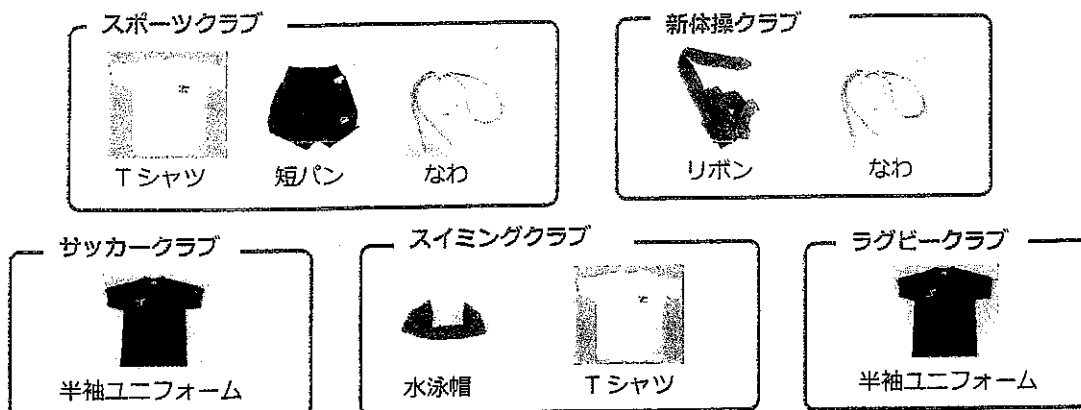 スポーツクラブ
Tシャツ
短パン
なわ
新体操クラブ
リボン
なわ
サッカークラブ
半袖ユニフォーム
スイミングクラブ
水泳帽
Tシャツ
ラグビークラブ
半袖ユニフォーム